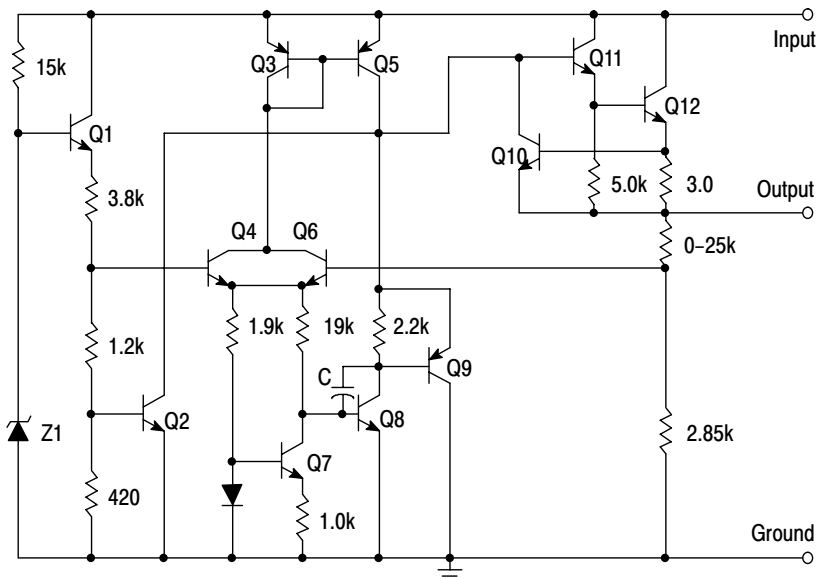 Input
15k
Q3
Q5
Q11
Q12
Q1
Q10
3.8k
5.0k
3.0
Output
Q4
Q6
0–25k
1.2k
1.9k
19k
2.2k
C
Q9
Z1
Q2
Q8
2.85k
Q7
420
1.0k
Ground